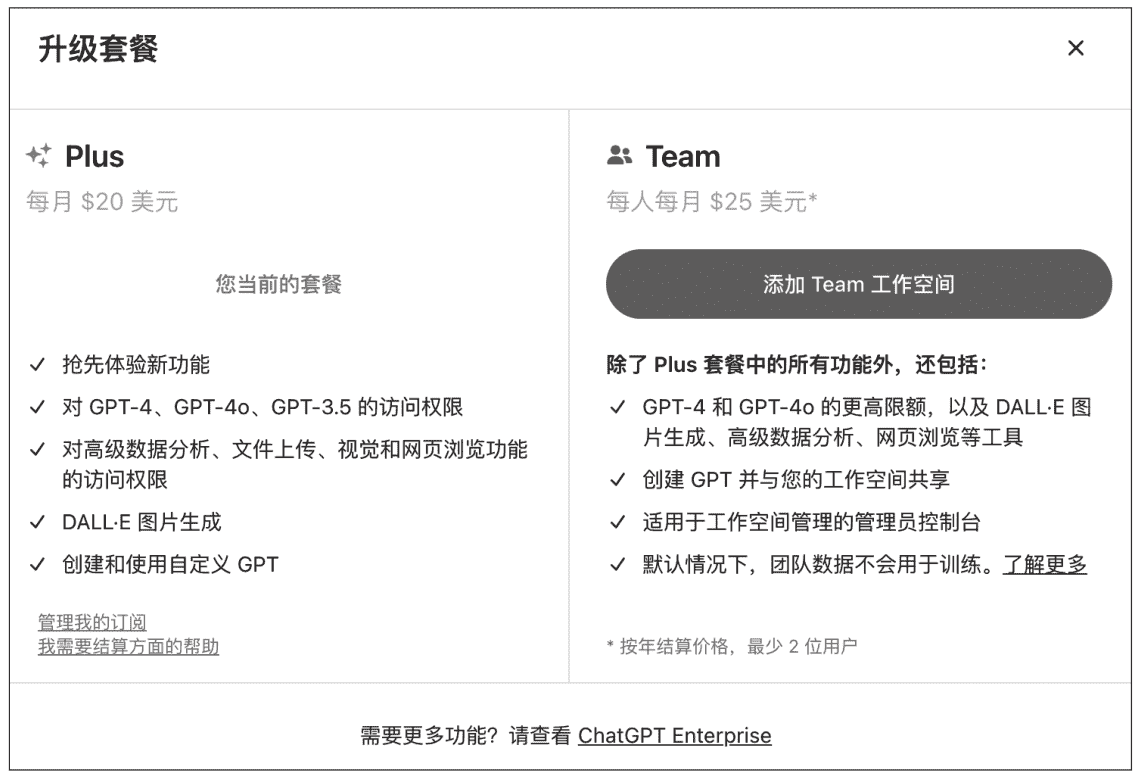 升级套餐
Plus
每月 $20 美元
您当前的套餐
抢先体验新功能
对 GPT-4、GPT-4o、GPT-3.5 的访问权限
对高级数据分析、文件上传、视觉和网页浏览功能
的访问权限
DALL·E 图片生成
创建和使用自定义 GPT
管理我的订阅
我需要结算方面的帮助
Team
每人每月 $25 美元*
添加 Team 工作空间
除了 Plus 套餐中的所有功能外，还包括：
GPT-4 和 GPT-4o 的更高限额，以及 DALL·E 图
片生成、高级数据分析、网页浏览等工具
创建 GPT 并与您的工作空间共享
适用于工作空间管理的管理员控制台
默认情况下，团队数据不会用于训练。了解更多
* 按年结算价格，最少 2 位用户
需要更多功能？请查看 ChatGPT Enterprise